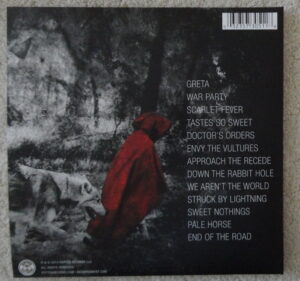 GRETA
WAR PARTY
SCARLET FEVER
TASTES SO SWEET
DOCTOR'S ORDERS
ENVY THE VULTURES
APPROACH THE RECEDE
DOWN THE RABBIT HOLE
WE AREN'T THE WORLD
STRUCK BY LIGHTNING
SWEET NOTHINGS
PALE HORSE
END OF THE ROAD